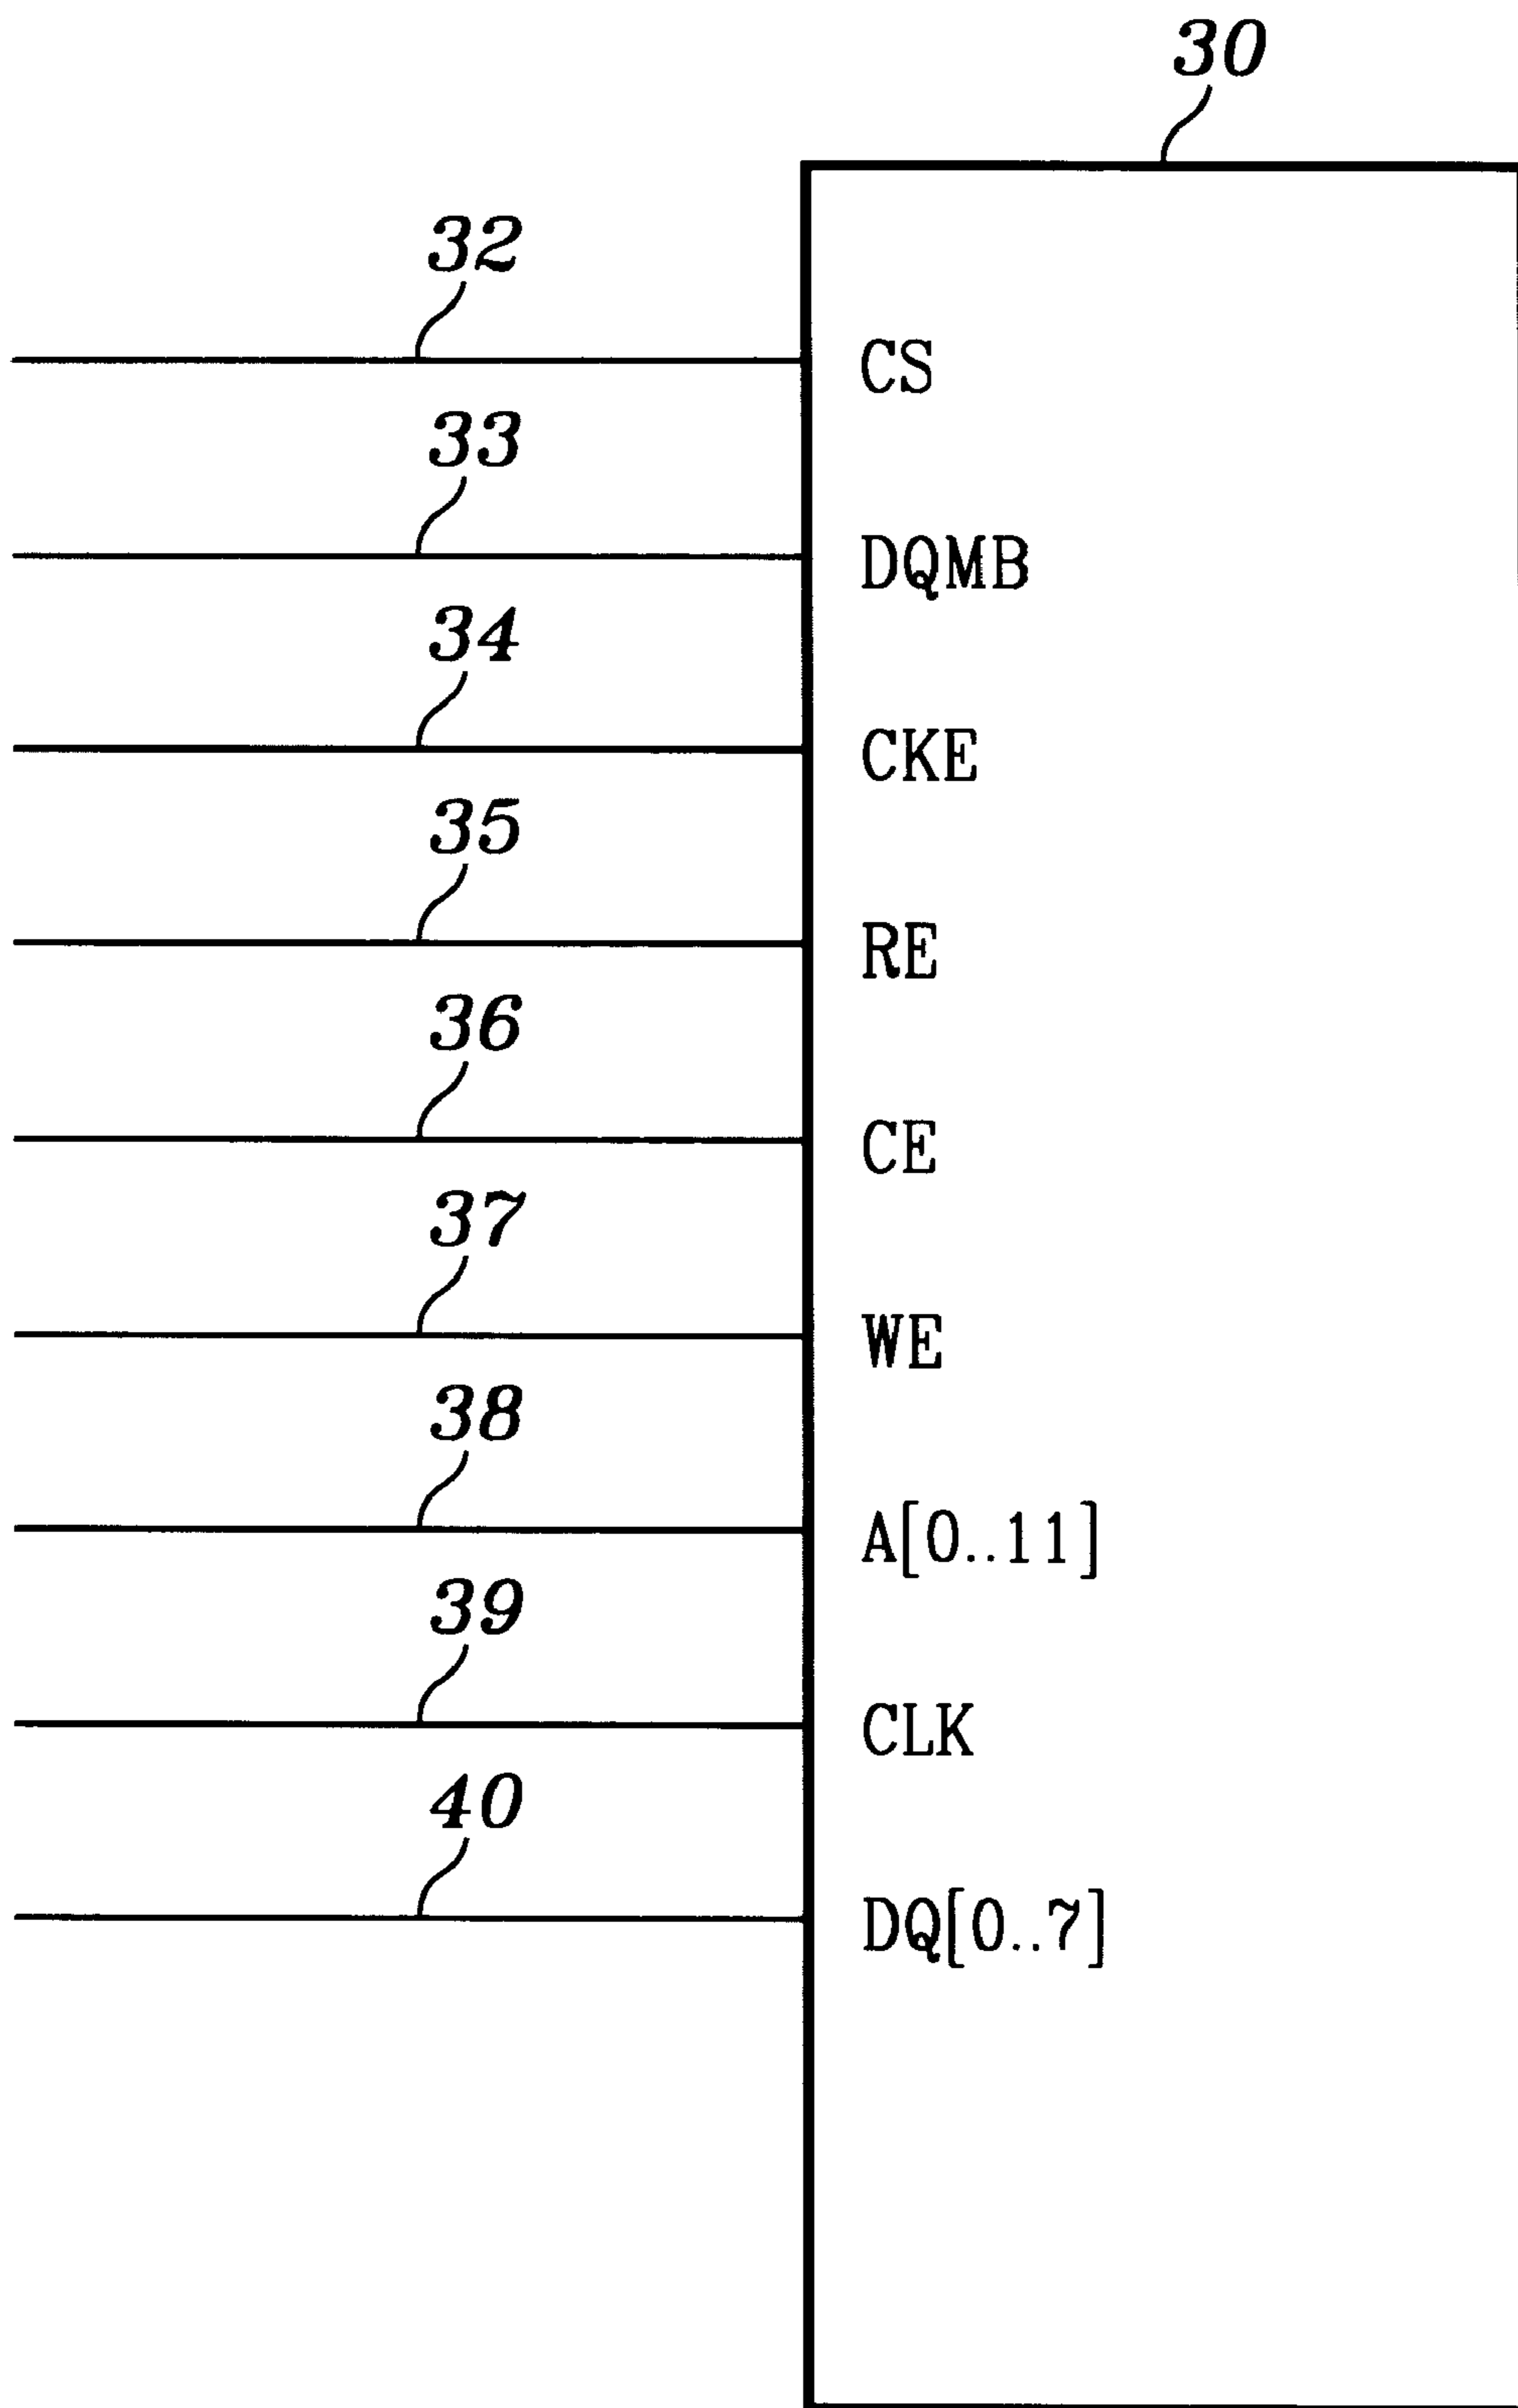 30
32
CS
33
DQMB
34
CKE
35
RE
36
CE
37
WE
38
A[0..11]
39
CLK
40
DQ[0..7]